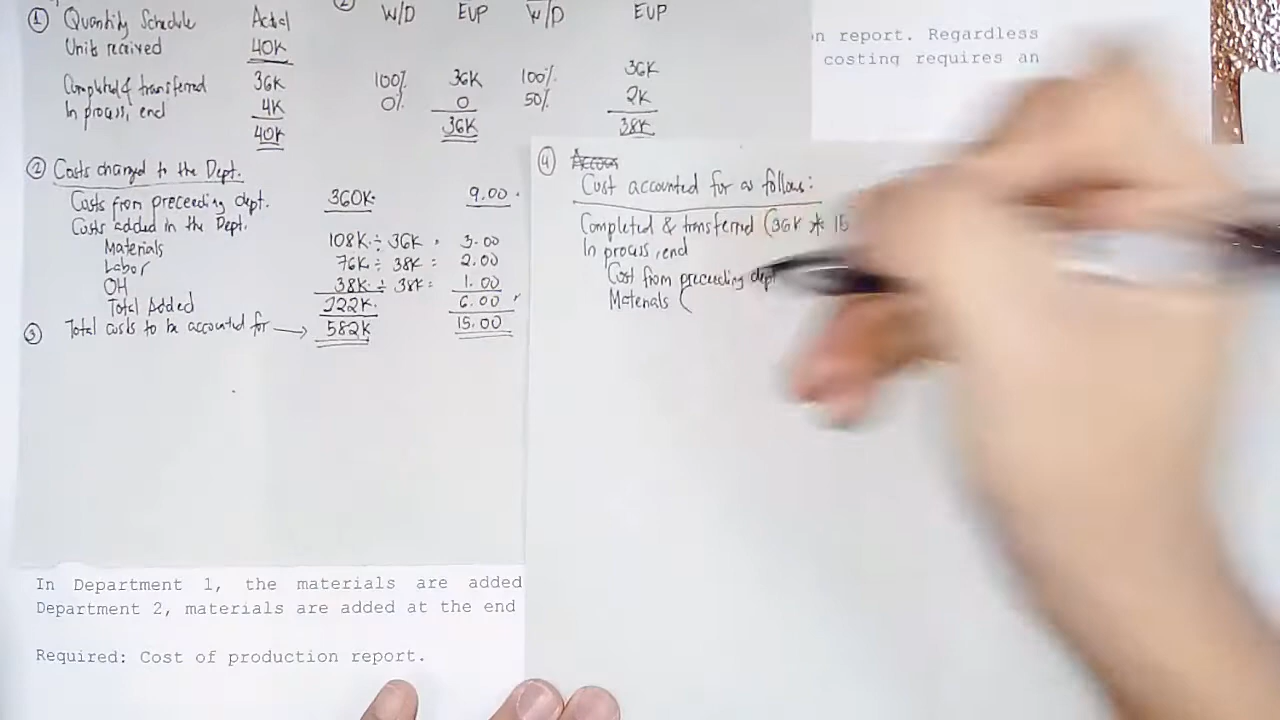 ① Quantity Schedule Actual W/D EUP W/D EUP
Units received 40K
Completed & transferred 36K 100% 36K 100% 36K
In process, end 4K 0% 0 50% 2K
40K 36K 38K
② Costs charged to the Dept.
Costs from preceeding dept. 360K 9.00
Costs added in the Dept.
Materials 108K ÷ 36K = 3.00
Labor 76K ÷ 38K = 2.00
OH 38K ÷ 38K = 1.00
Total Added 222K 6.00
③ Total costs to be accounted for → 582K 15.00
④
Cost accounted for as follows:
Completed & transferred (36K * 15
In process, end
Cost from preceeding dept
Materials (
n report. Regardless
costing requires an
In Department 1, the materials are added
Department 2, materials are added at the end
Required: Cost of production report.